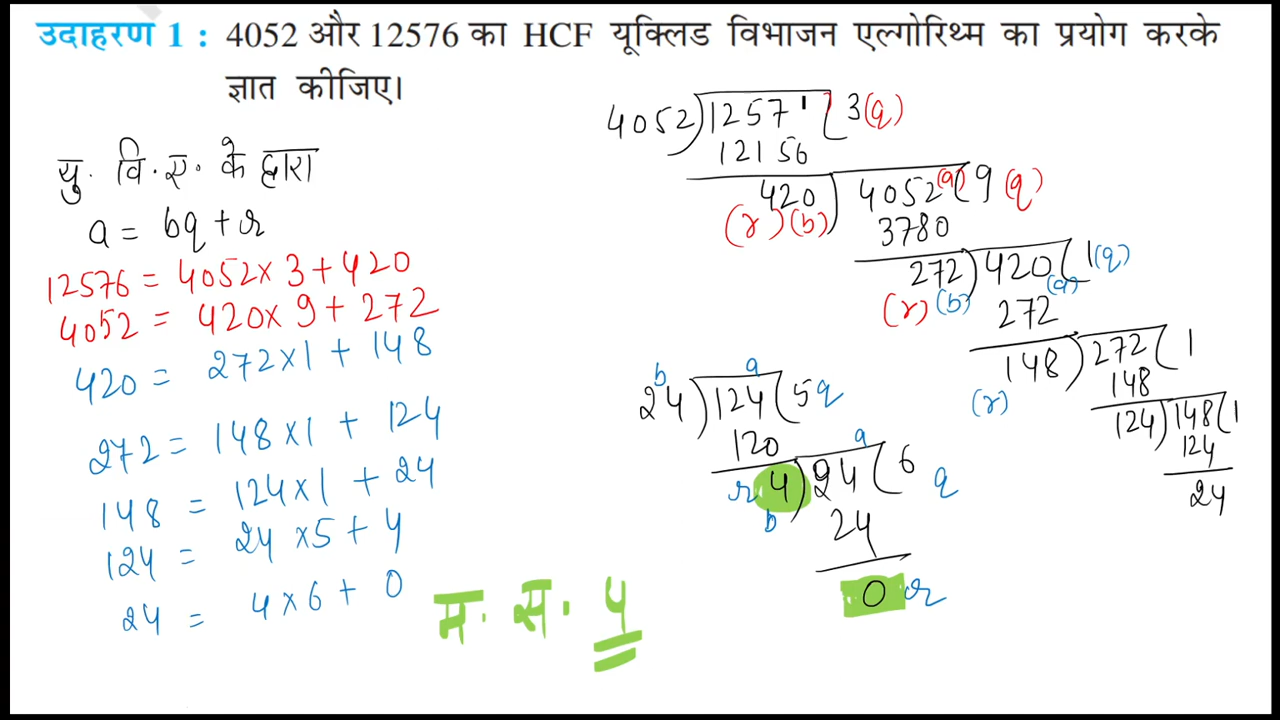 उदाहरण 1 : 4052 और 12576 का HCF यूक्लिड विभाजन एल्गोरिथ्म का प्रयोग करके
ज्ञात कीजिए।
यु. वि. ए. के द्वारा
a = bq + r
12576 = 4052 × 3 + 420
4052 = 420 × 9 + 272
420 = 272 × 1 + 148
272 = 148 × 1 + 124
148 = 124 × 1 + 24
124 = 24 × 5 + 4
24 = 4 × 6 + 0
म. स. 4
4052) 1257 ( 3 (q)
12156
420) 4052 (a) ( 9 (q)
(r) (b)
3780
272) 420 ( 1 (q)
(r) (b) (a)
272
148) 272 ( 1
(r)
148
124) 148 ( 1
124
24
b a
24) 124 ( 5 q
120
a
r 4) 24 ( 6 q
b
24
0 r